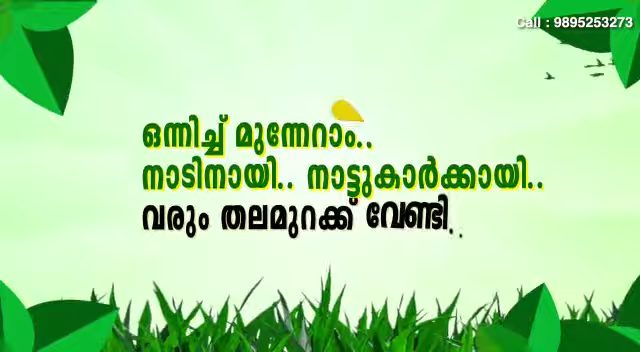 Call : 9895253273
ഒന്നിച്ച് മുന്നേറാം..
നാടിനായി.. നാട്ടുകാർക്കായി..
വരും തലമുറക്ക് വേണ്ടി..